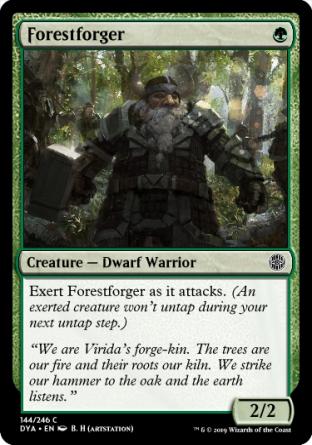 Forestforger
Creature — Dwarf Warrior
Exert Forestforger as it attacks. (An
exerted creature won't untap during your
next untap step.)
"We are Virida's forge-kin. The trees are
our fire and their roots our kiln. We strike
our hammer to the oak and the earth
listens."
2/2
144/246 C
DYA • EN B. H (ARTSTATION)
™ & © 2019 Wizards of the Coast